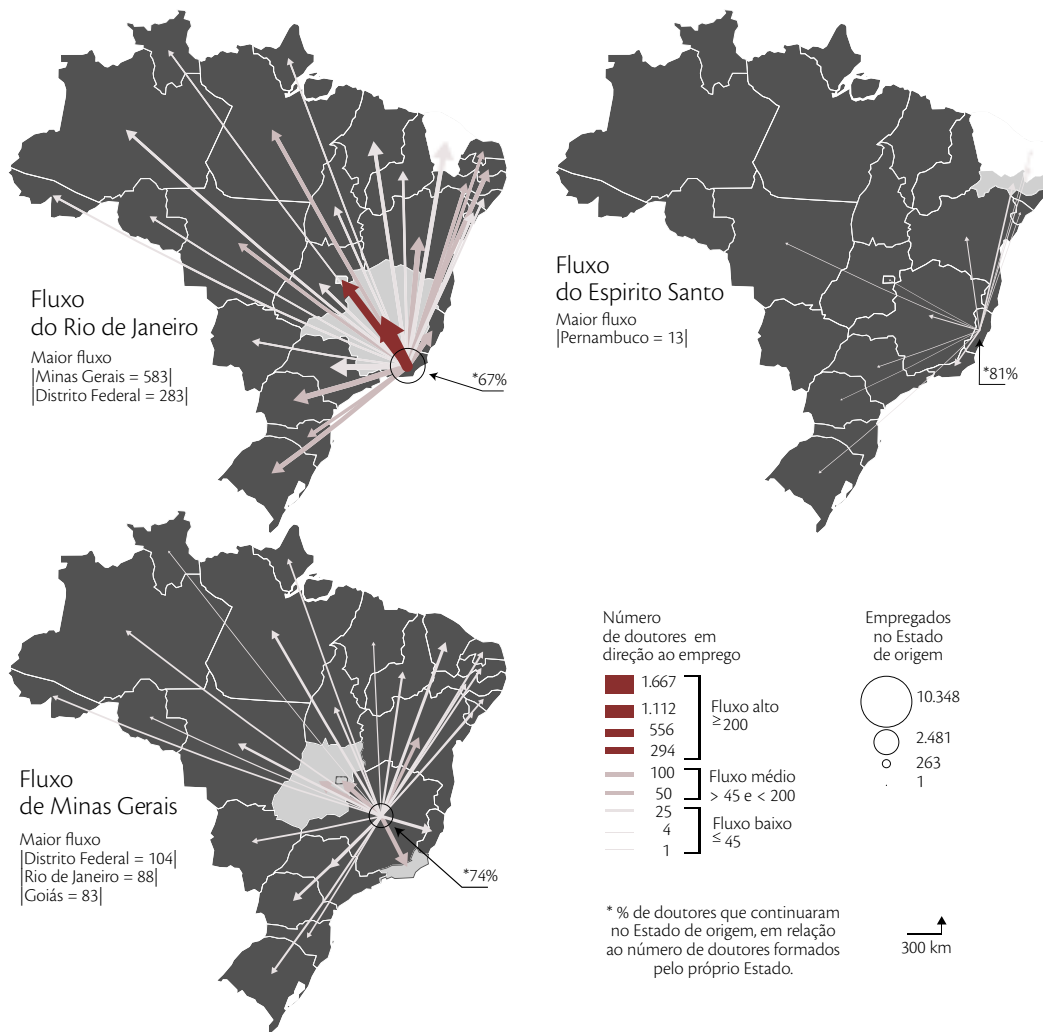 Fluxo
do Rio de Janeiro
Maior fluxo
|Minas Gerais = 583|
|Distrito Federal = 283|
*67%
Fluxo
do Espirito Santo
Maior fluxo
|Pernambuco = 13|
*81%
Fluxo
de Minas Gerais
Maior fluxo
|Distrito Federal = 104|
|Rio de Janeiro = 88|
|Goiás = 83|
*74%
Número
de doutores em
direção ao emprego
1.667
1.112
556
294
Fluxo alto
≥200
100
50
Fluxo médio
> 45 e < 200
25
4
1
Fluxo baixo
≤ 45
Empregados
no Estado
de origem
10.348
2.481
263
1
* % de doutores que continuaram
no Estado de origem, em relação
ao número de doutores formados
pelo próprio Estado.
300 km